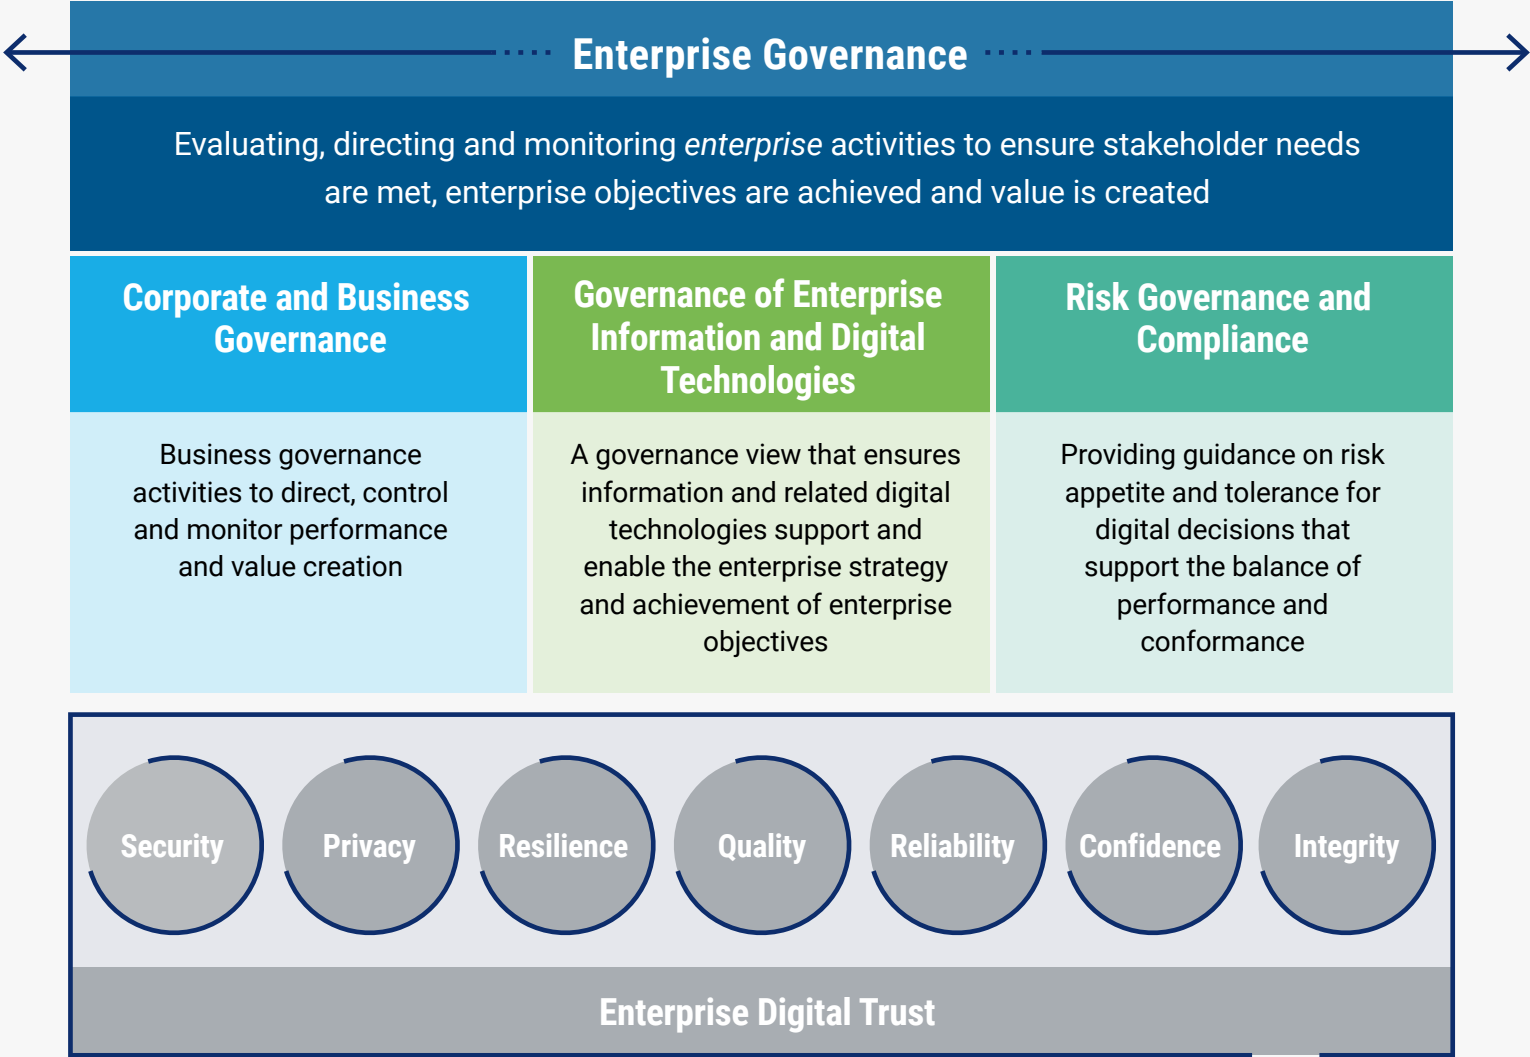 Enterprise Governance
Evaluating, directing and monitoring enterprise activities to ensure stakeholder needs
are met, enterprise objectives are achieved and value is created
Corporate and Business
Governance
Business governance
activities to direct, control
and monitor performance
and value creation
Governance of Enterprise
Information and Digital
Technologies
A governance view that ensures
information and related digital
technologies support and
enable the enterprise strategy
and achievement of enterprise
objectives
Risk Governance and
Compliance
Providing guidance on risk
appetite and tolerance for
digital decisions that
support the balance of
performance and
conformance
Security
Privacy
Resilience
Quality
Reliability
Confidence
Integrity
Enterprise Digital Trust